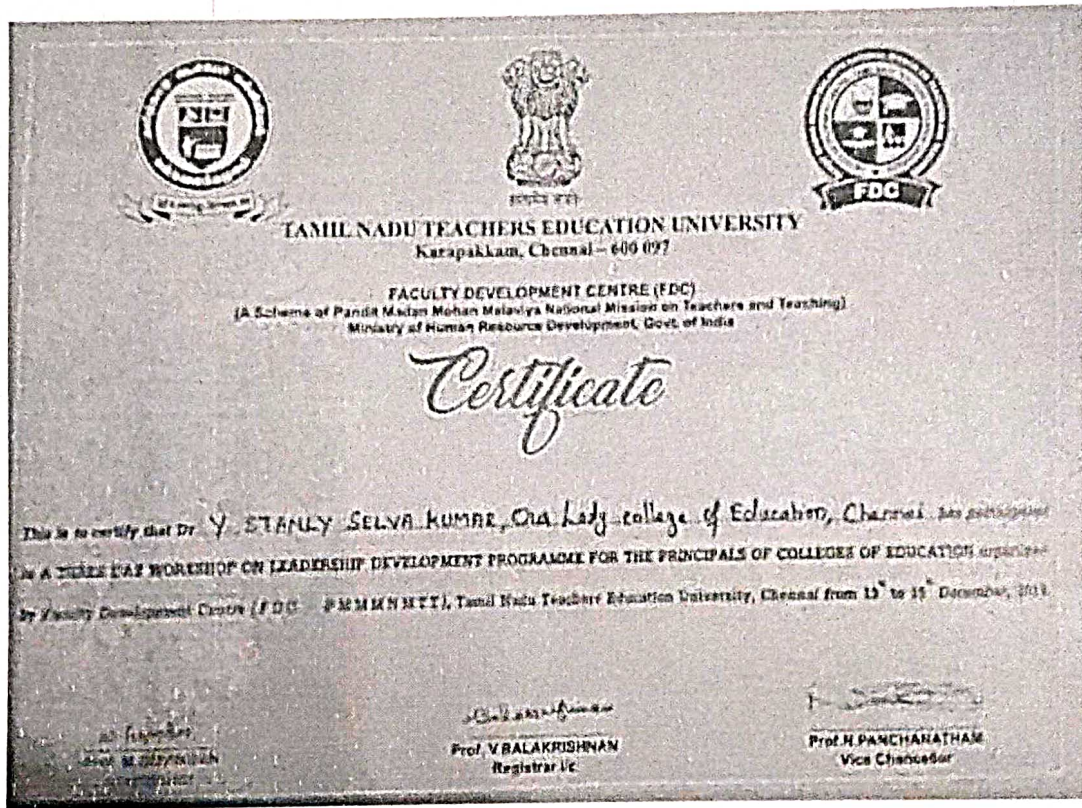 FDC
TAMIL NADU TEACHERS EDUCATION UNIVERSITY
Karapakkam, Chennai – 600 097
FACULTY DEVELOPMENT CENTRE (FDC)
(A Scheme of Pandit Madan Mohan Malaviya National Mission on Teachers and Teaching)
Ministry of Human Resource Development, Govt. of India
Certificate
This is to certify that Dr Y STANLY SELVA KUMAR, Our Lady college of Education, Chennai has participated
in A THREE DAY WORKSHOP ON LEADERSHIP DEVELOPMENT PROGRAMME FOR THE PRINCIPALS OF COLLEGES OF EDUCATION organized
by Faculty Development Centre (FDC PMMMNMTT), Tamil Nadu Teachers Education University, Chennai from to December,
Prof. V.BALAKRISHNAN
Registrar i/c
Prof.N.PANCHANATHAM
Vice Chancellor